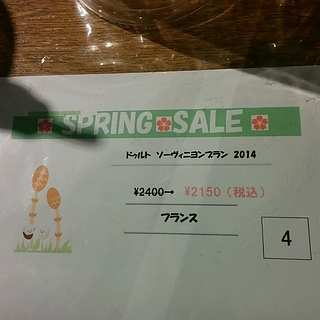 SPRING SALE
ドゥルト ソーヴィニヨンブラン 2014
¥2400→ ¥2150（税込）
フランス
4